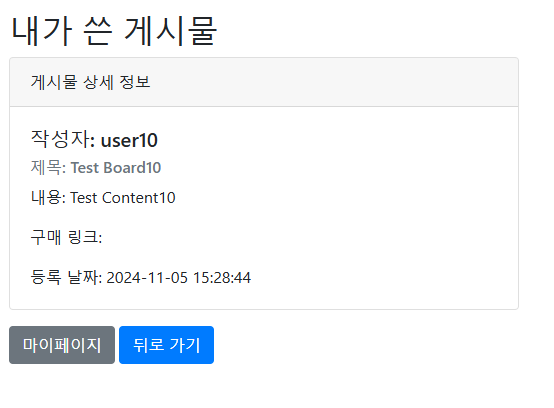 내가 쓴 게시물
게시물 상세 정보
작성자: user10
제목: Test Board10
내용: Test Content10
구매 링크:
등록 날짜: 2024-11-05 15:28:44
마이페이지 뒤로 가기